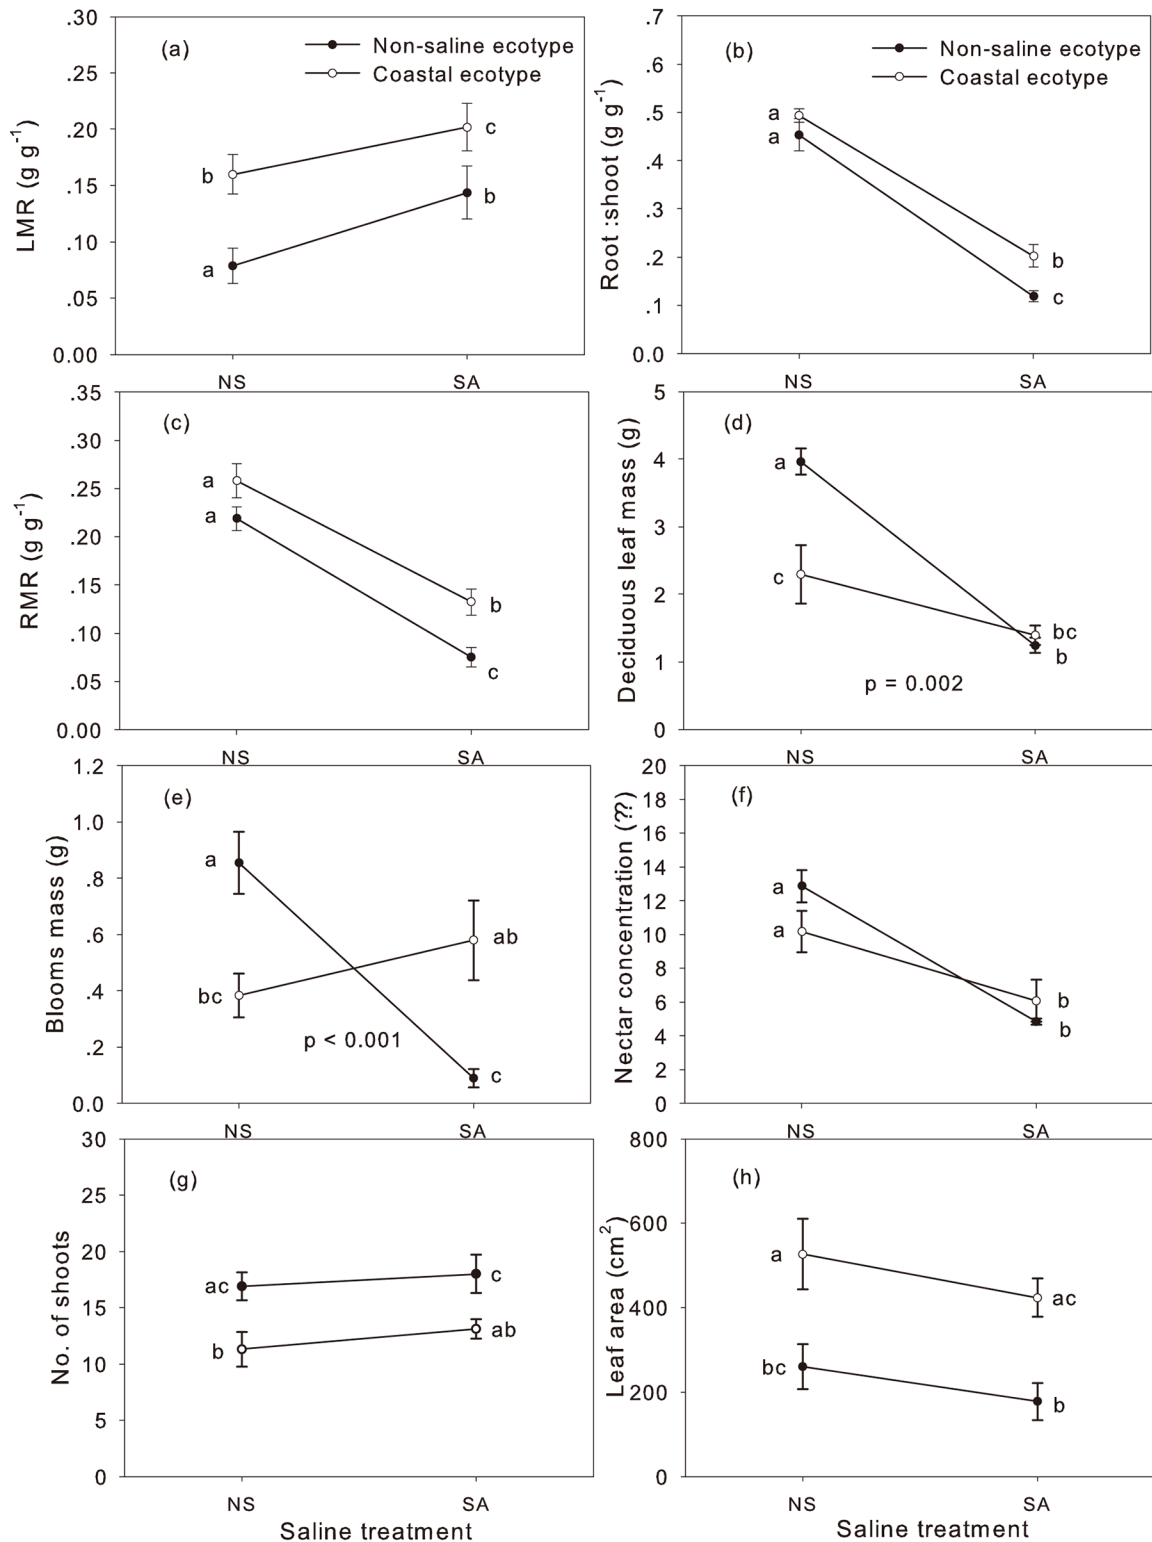 (a)
Non-saline ecotype
Coastal ecotype
LMR (g g⁻¹)
.30
.25
.20
.15
.10
.05
0.00
b
a
c
b
NS
SA
(b)
Non-saline ecotype
Coastal ecotype
Root :shoot (g g⁻¹)
.7
.6
.5
.4
.3
.2
.1
0.0
a
a
b
c
NS
SA
(c)
RMR (g g⁻¹)
.35
.30
.25
.20
.15
.10
.05
0.00
a
a
b
c
NS
SA
(d)
Deciduous leaf mass (g)
5
4
3
2
1
0
a
c
bc
b
p = 0.002
NS
SA
(e)
Blooms mass (g)
1.2
1.0
.8
.6
.4
.2
0.0
a
bc
ab
c
p < 0.001
NS
SA
(f)
Nectar concentration (??)
20
18
16
14
12
10
8
6
4
2
0
a
a
b
b
NS
SA
(g)
No. of shoots
30
25
20
15
10
5
0
ac
b
c
ab
NS
SA
Saline treatment
(h)
Leaf area (cm²)
800
600
400
200
0
a
bc
ac
b
NS
SA
Saline treatment